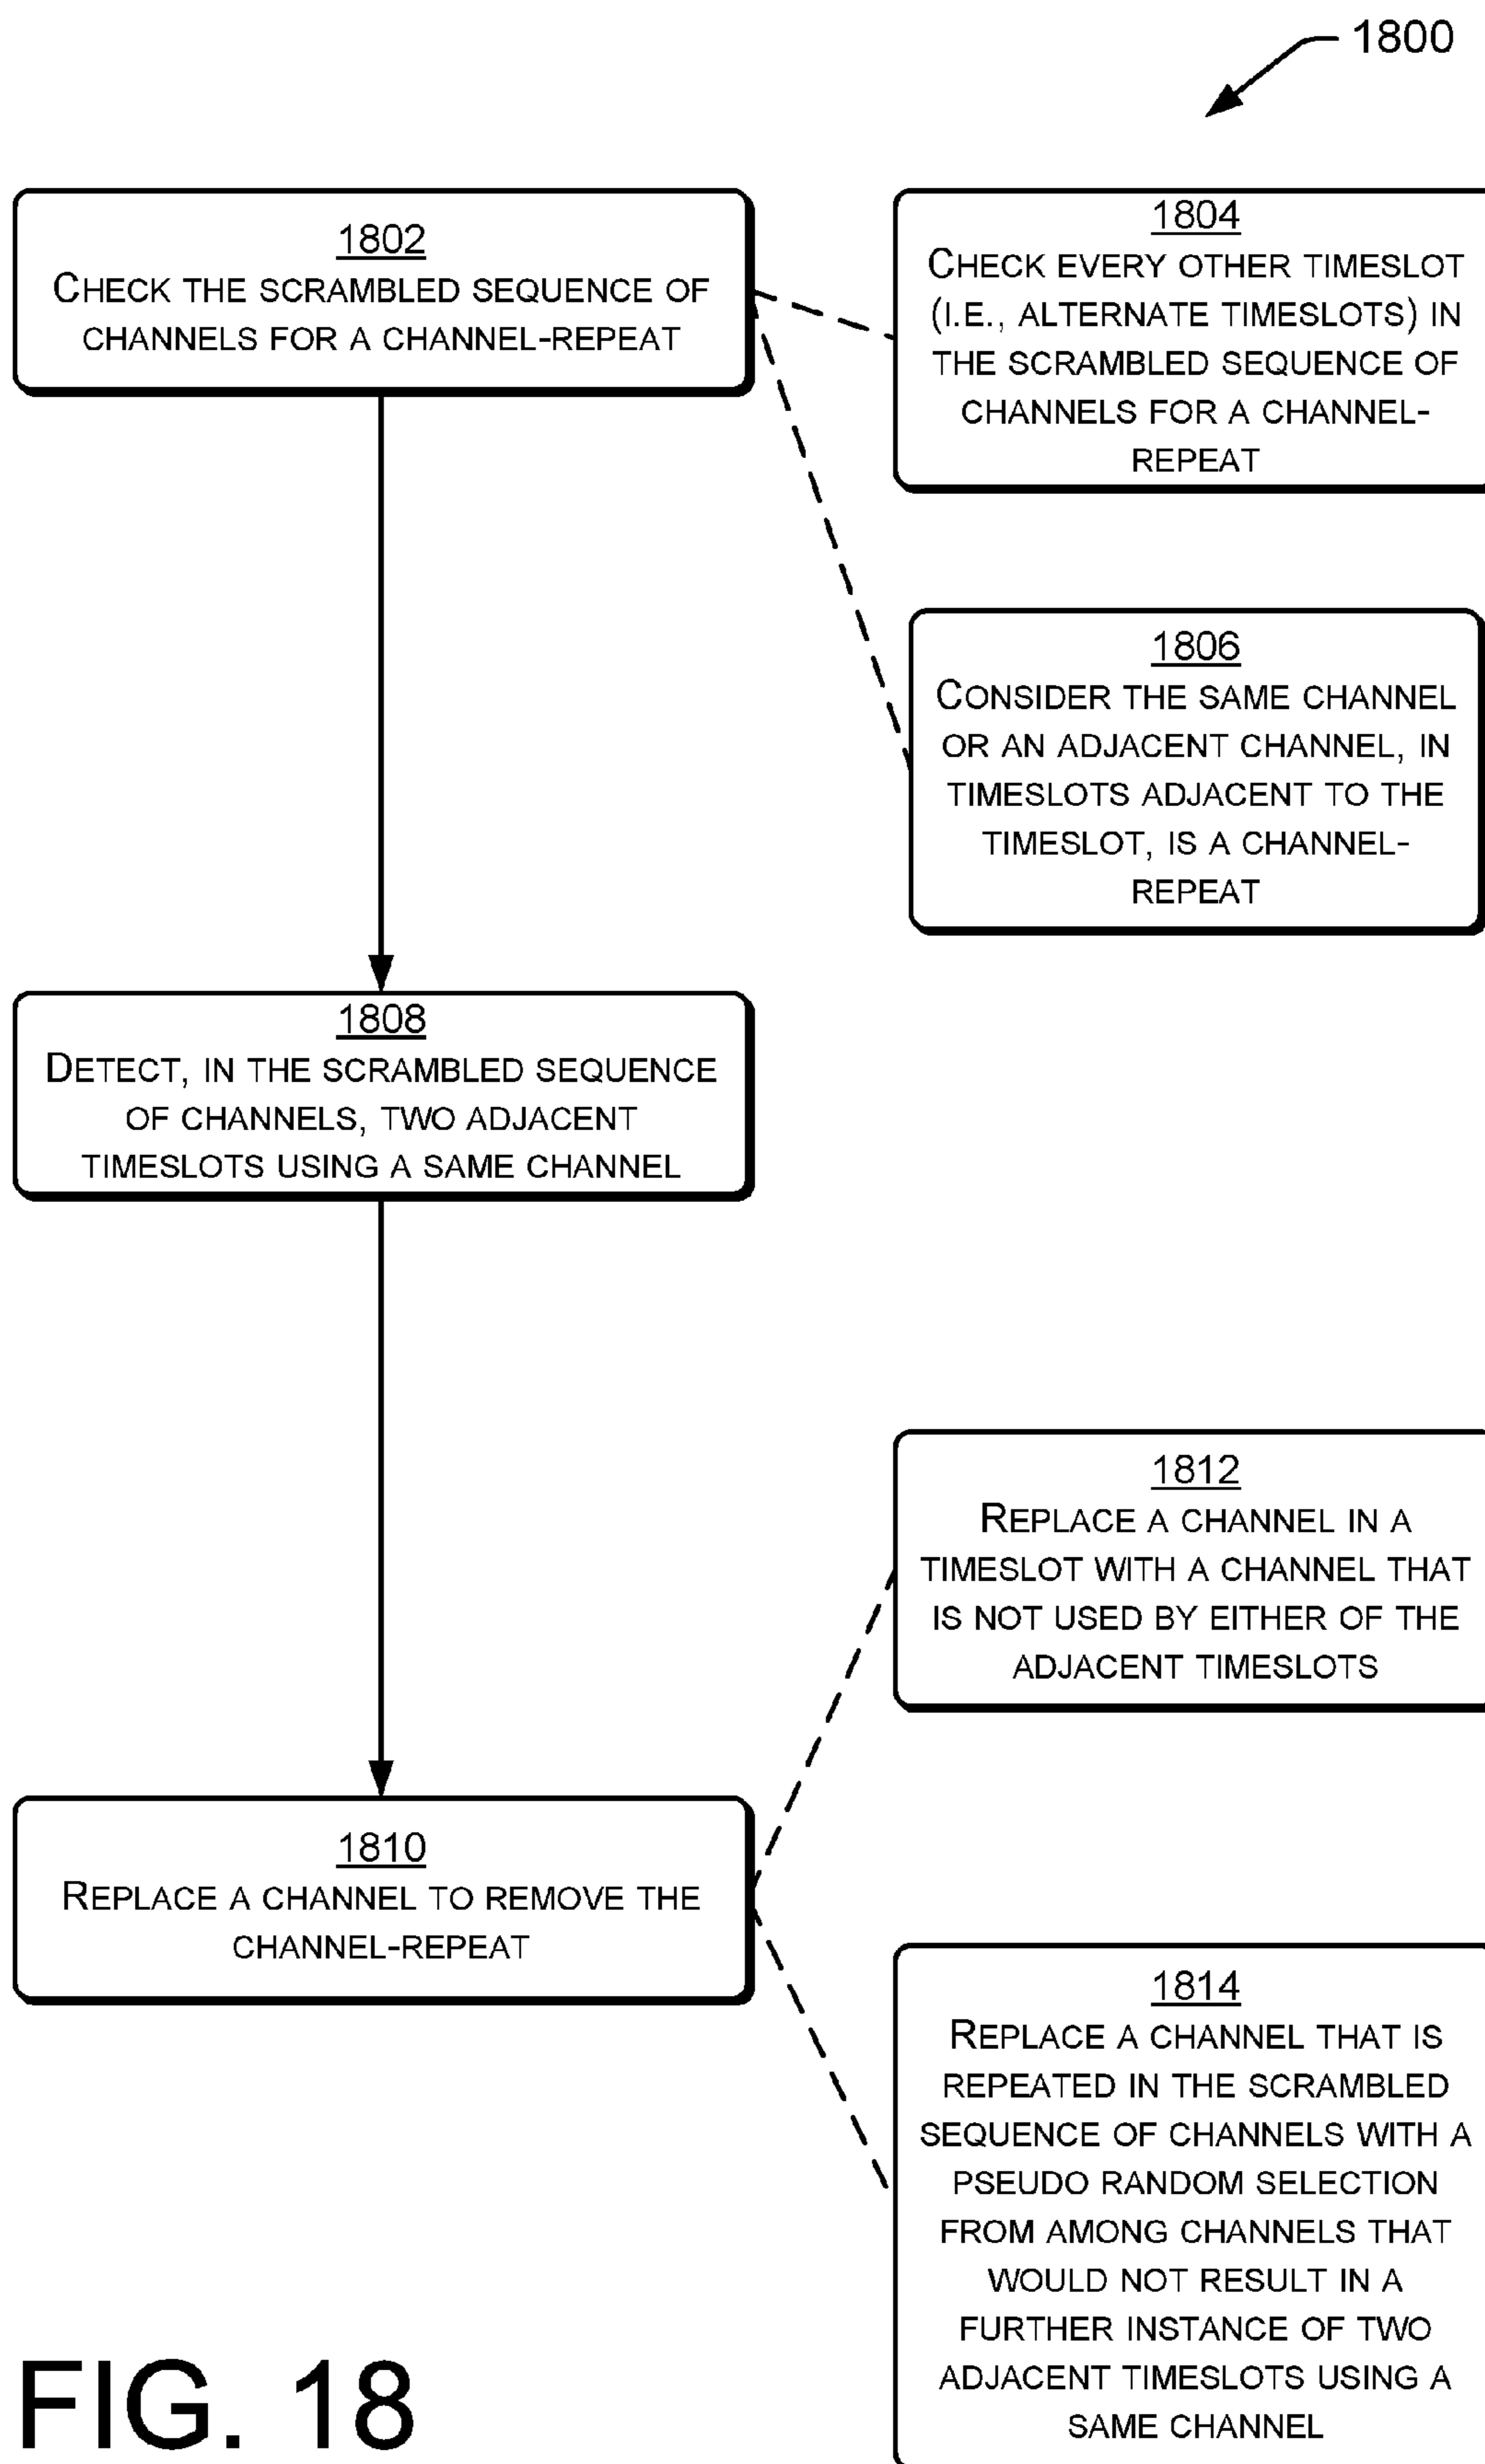 1800
1802
CHECK THE SCRAMBLED SEQUENCE OF
CHANNELS FOR A CHANNEL-REPEAT
1804
CHECK EVERY OTHER TIMESLOT
(I.E., ALTERNATE TIMESLOTS) IN
THE SCRAMBLED SEQUENCE OF
CHANNELS FOR A CHANNEL-
REPEAT
1806
CONSIDER THE SAME CHANNEL
OR AN ADJACENT CHANNEL, IN
TIMESLOTS ADJACENT TO THE
TIMESLOT, IS A CHANNEL-
REPEAT
1808
DETECT, IN THE SCRAMBLED SEQUENCE
OF CHANNELS, TWO ADJACENT
TIMESLOTS USING A SAME CHANNEL
1810
REPLACE A CHANNEL TO REMOVE THE
CHANNEL-REPEAT
1812
REPLACE A CHANNEL IN A
TIMESLOT WITH A CHANNEL THAT
IS NOT USED BY EITHER OF THE
ADJACENT TIMESLOTS
1814
REPLACE A CHANNEL THAT IS
REPEATED IN THE SCRAMBLED
SEQUENCE OF CHANNELS WITH A
PSEUDO RANDOM SELECTION
FROM AMONG CHANNELS THAT
WOULD NOT RESULT IN A
FURTHER INSTANCE OF TWO
ADJACENT TIMESLOTS USING A
SAME CHANNEL
FIG. 18